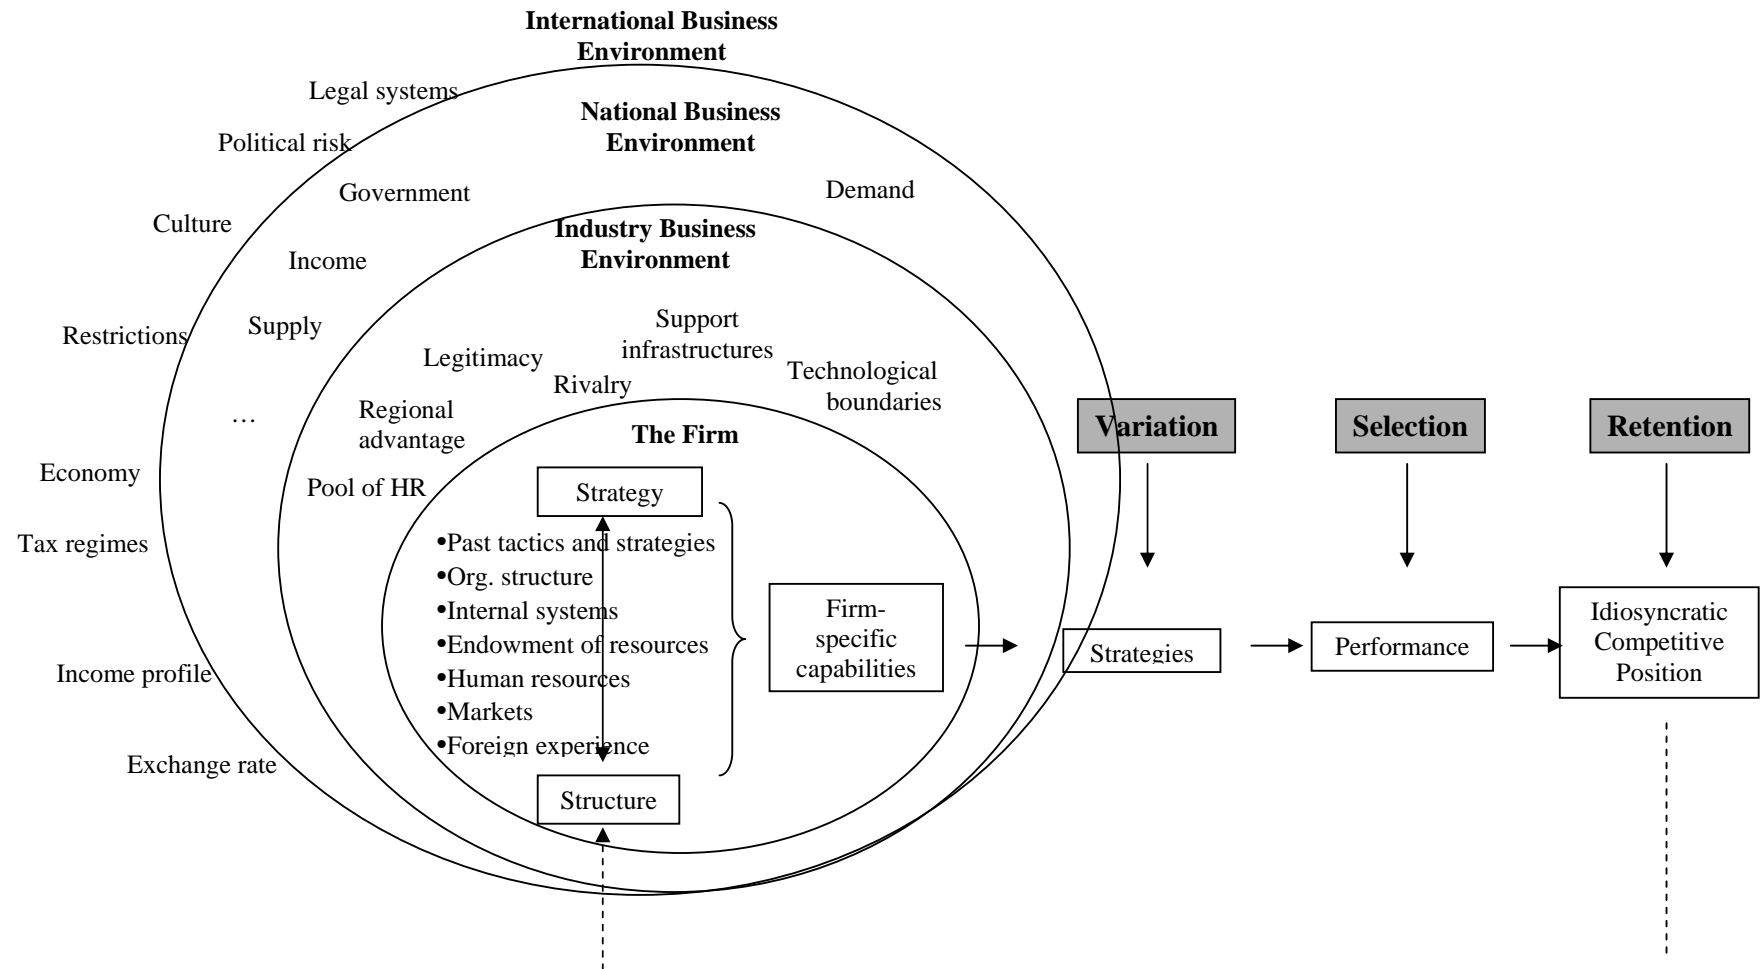 International Business
Environment
Legal systems
National Business
Environment
Political risk
Government
Demand
Culture
Industry Business
Environment
Income
Supply
Restrictions
Support
infrastructures
Legitimacy
Rivalry
Technological
boundaries
Regional
advantage
…
The Firm
Variation
Selection
Retention
Economy
Pool of HR
Strategy
Tax regimes
•Past tactics and strategies
•Org. structure
•Internal systems
•Endowment of resources
•Human resources
•Markets
•Foreign experience
Firm-
specific
capabilities
Strategies
Performance
Idiosyncratic
Competitive
Position
Income profile
Exchange rate
Structure